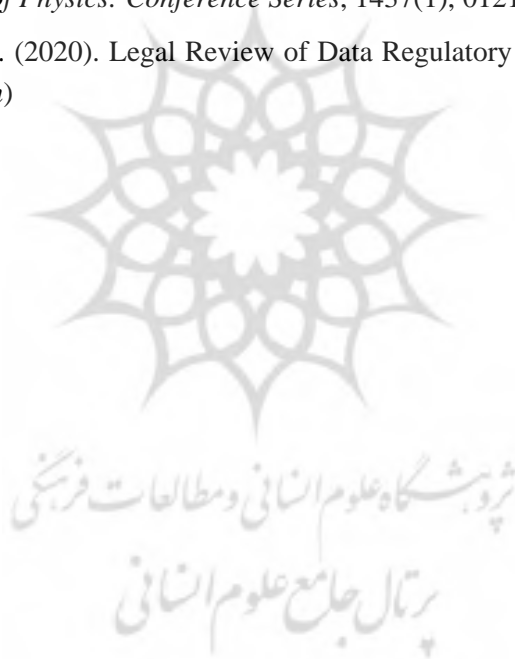 of Physics: Conference Series, 1437(1), 0121
. (2020). Legal Review of Data Regulatory
n)
پژوهشگاه علوم انسانی و مطالعات فرهنگی
پرتال جامع علوم انسانی